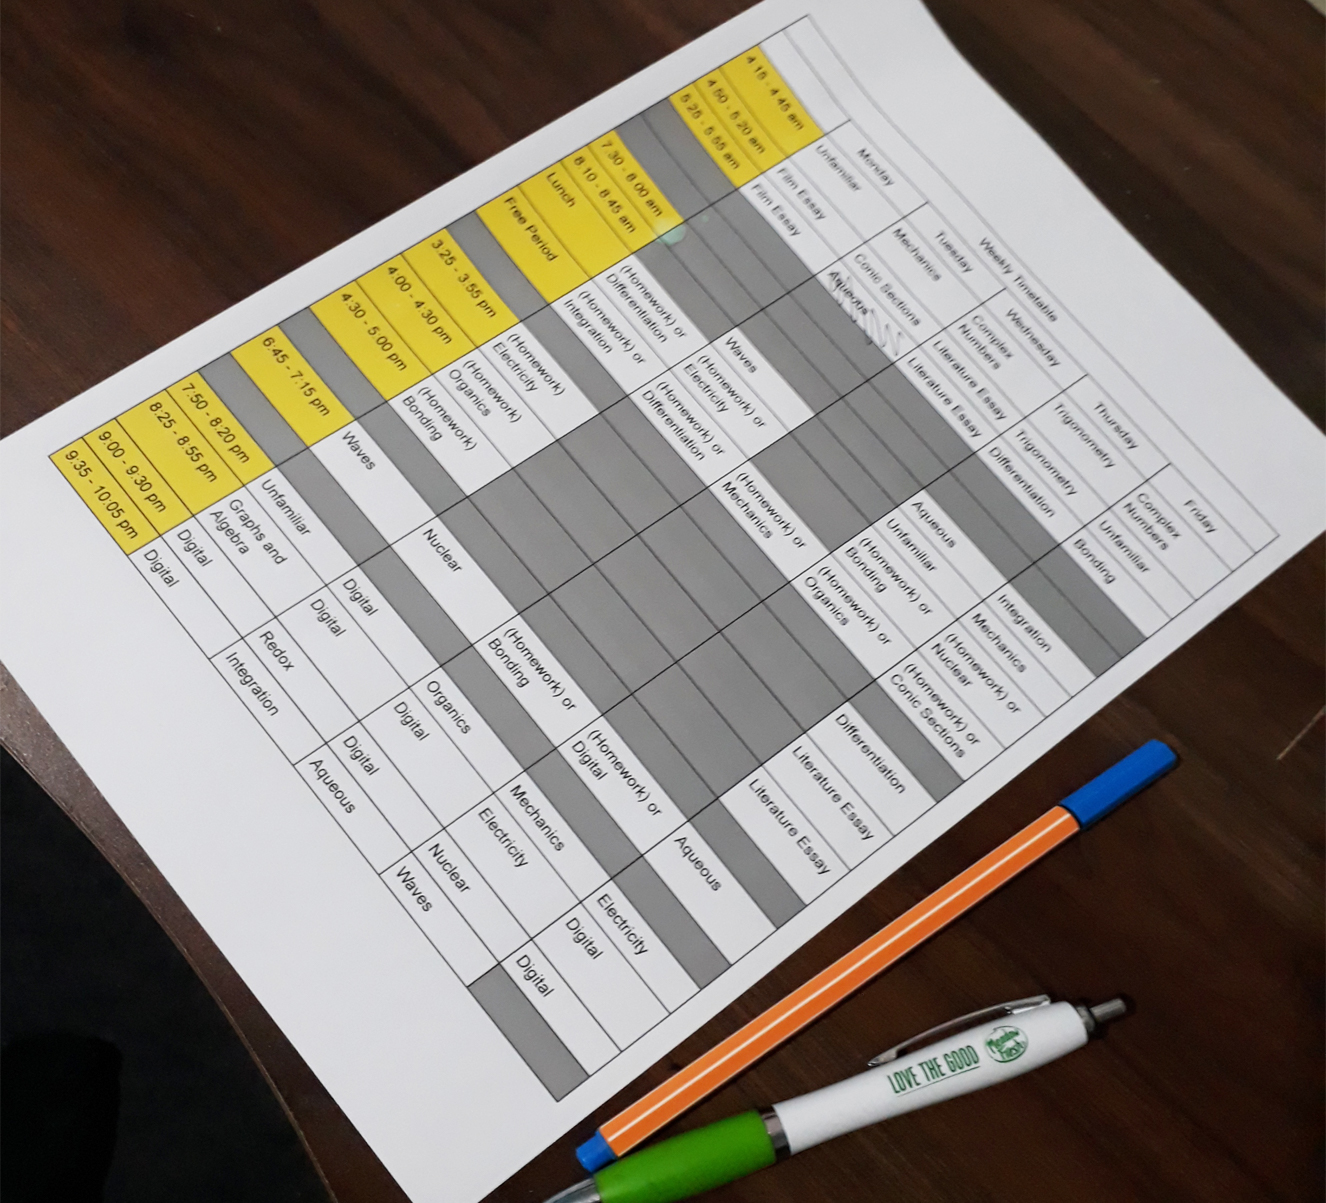 Weekly Timetable
Monday Tuesday Wednesday Thursday Friday
4:15 - 4:45 am Unfamiliar Mechanics Complex Numbers Trigonometry Complex Numbers
4:50 - 5:20 am Film Essay Conic Sections Literature Essay Trigonometry Unfamiliar
5:25 - 5:55 am Film Essay Aqueous Literature Essay Differentiation Bonding
7:30 - 8:00 am Aqueous Integration
8:10 - 8:45 am Waves Unfamiliar Mechanics
Lunch (Homework) or Differentiation (Homework) or Electricity (Homework) or Bonding (Homework) or Nuclear
Free Period (Homework) or Integration (Homework) or Differentiation (Homework) or Mechanics (Homework) or Organics (Homework) or Conic Sections
3:25 - 3:55 pm (Homework) Electricity Differentiation
4:00 - 4:30 pm (Homework) Organics Literature Essay
4:30 - 5:00 pm (Homework) Bonding Literature Essay
6:45 - 7:15 pm Waves Nuclear (Homework) or Bonding (Homework) or Digital Aqueous
7:50 - 8:20 pm Unfamiliar Digital Organics Mechanics Electricity
8:25 - 8:55 pm Graphs and Algebra Digital Digital Electricity Digital
9:00 - 9:30 pm Digital Redox Digital Nuclear Digital
9:35 - 10:05 pm Digital Integration Aqueous Waves
LOVE THE GOOD
Meadow Fresh